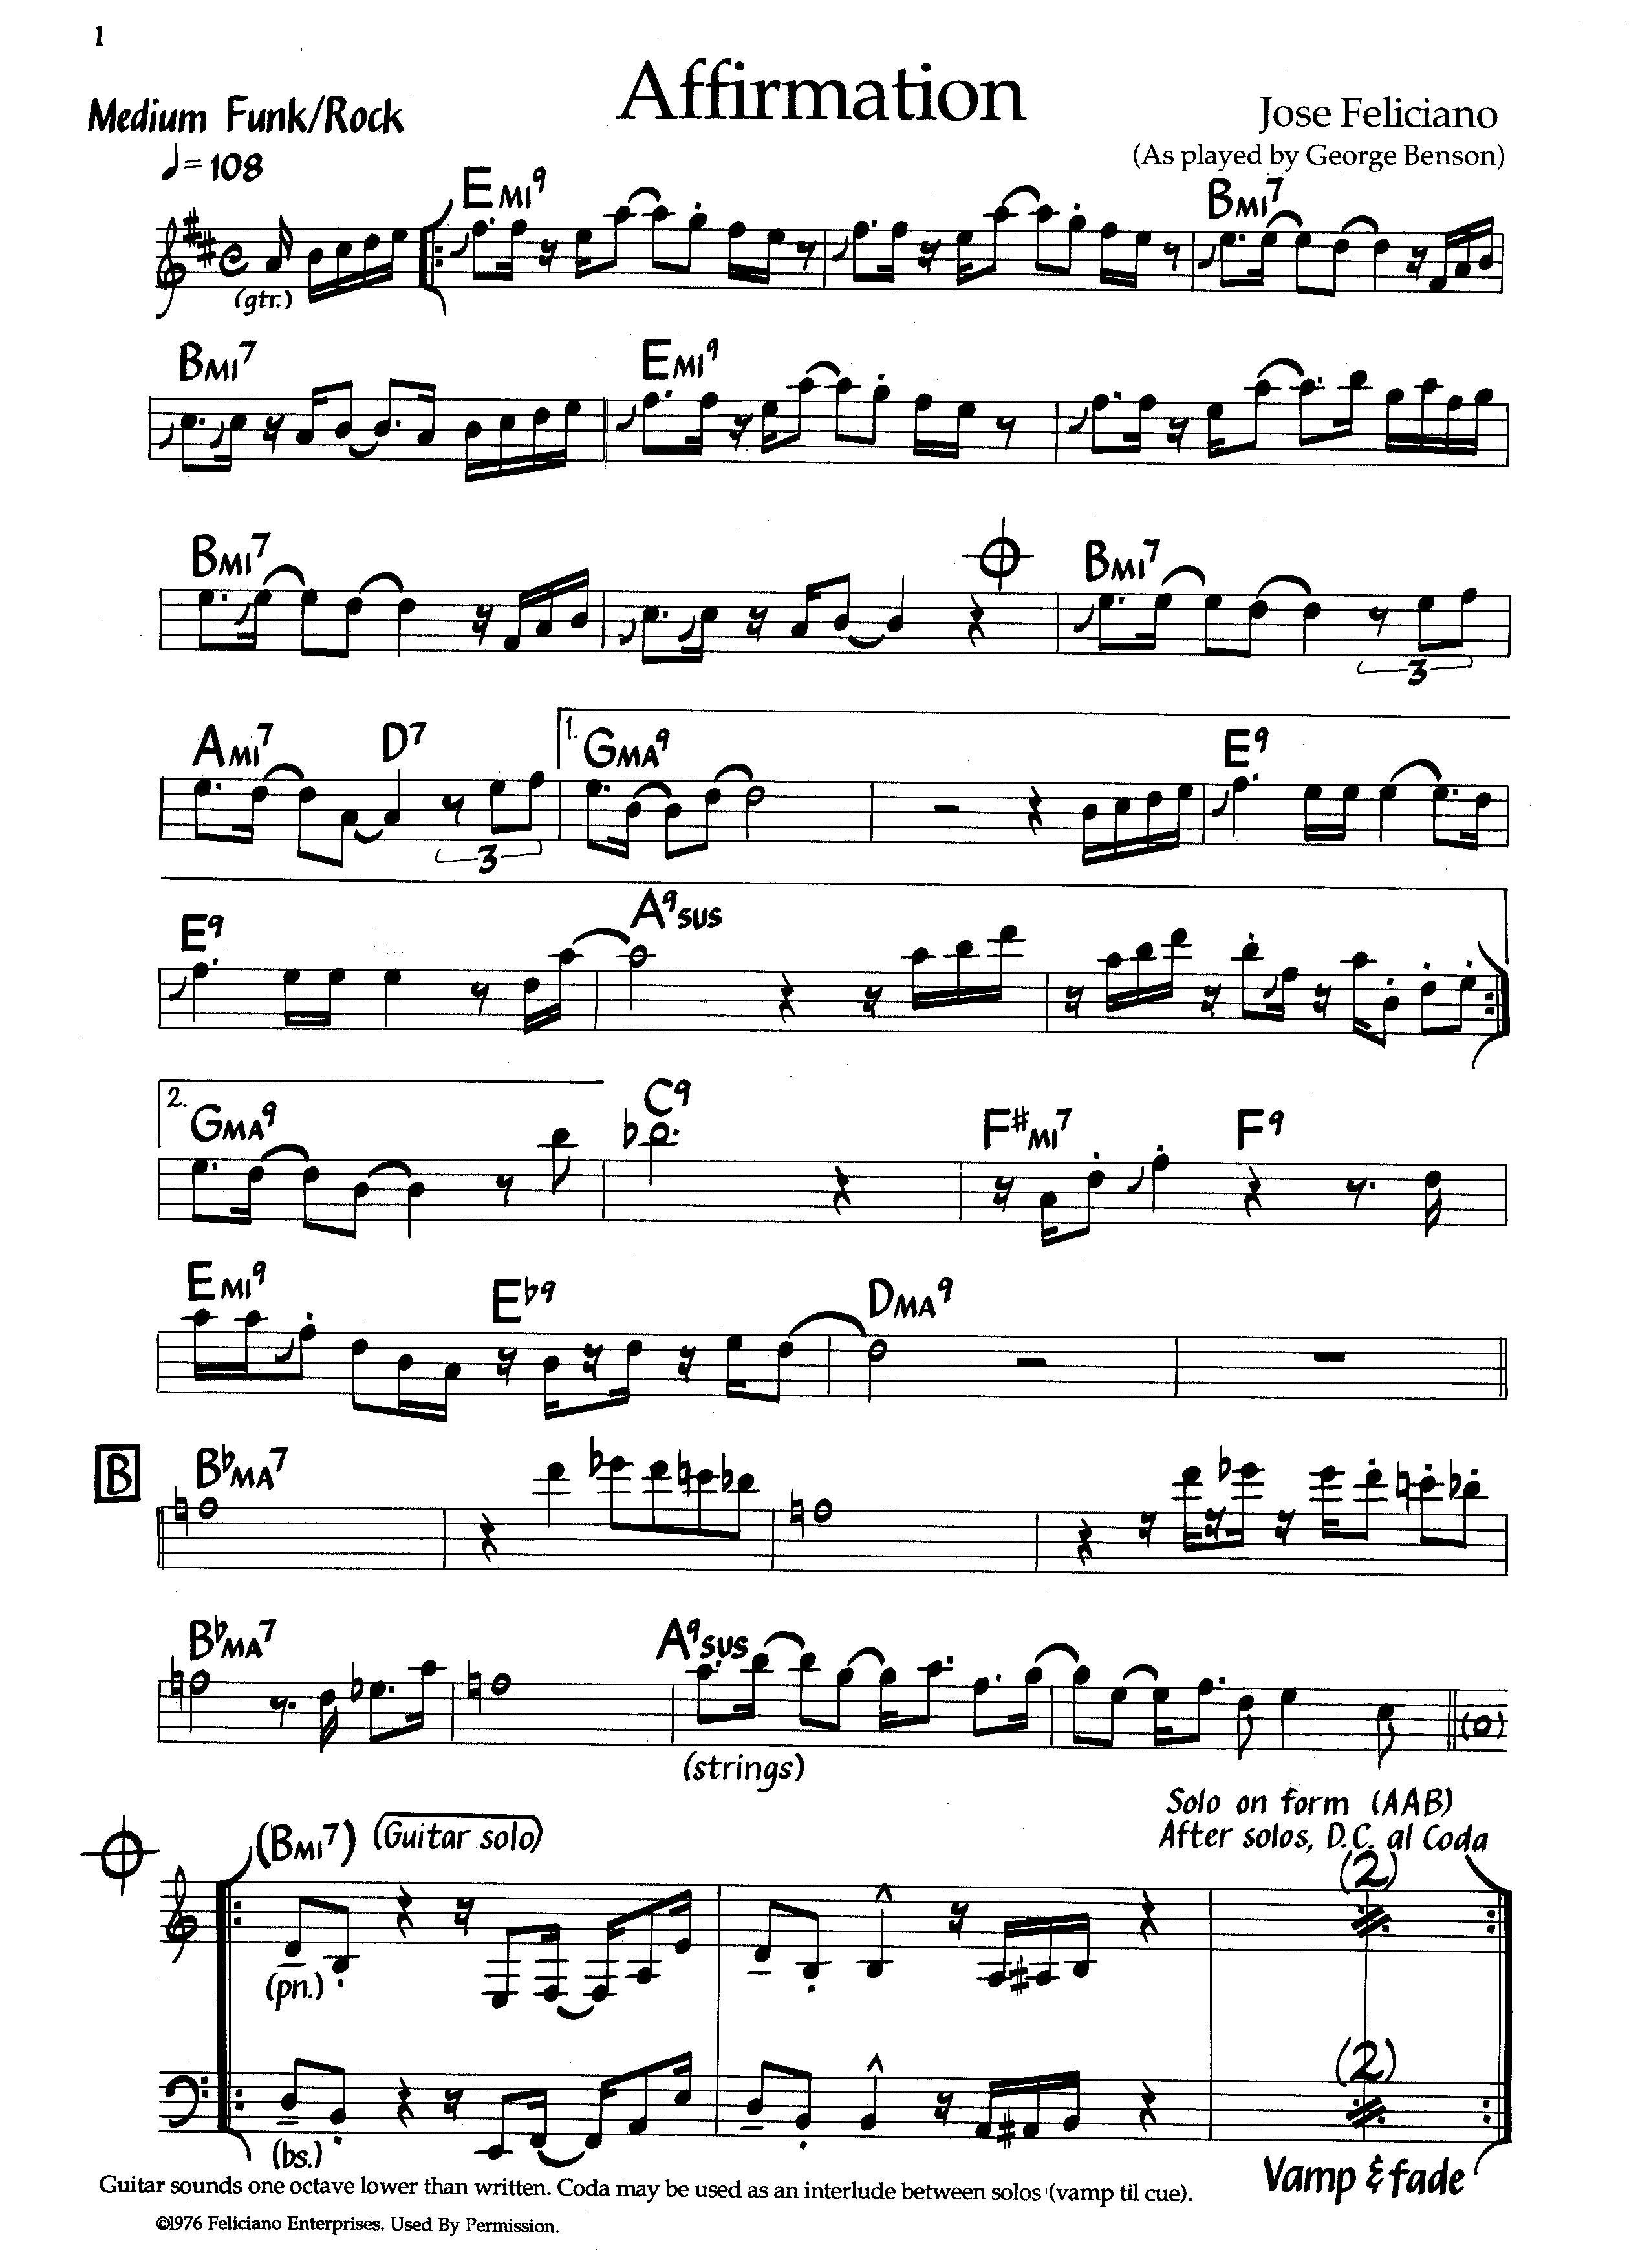 1
Affirmation
Medium Funk/Rock
Jose Feliciano
♩=108
(As played by George Benson)
EMI9 BMI7
(gtr.)
BMI7 EMI9
BMI7 BMI7
3
AMI7 D7 1. GMA9 E9
3
E9 A9SUS
2. GMA9 C9 F#MI7 F9
EMI9 Eb9 DMA9
B BbMA7
BbMA7 A9SUS
(strings)
Solo on form (AAB)
After solos, D.C. al Coda
(BMI7) (Guitar solo)
(2)
(pn.)
(2)
(bs.)
Vamp & fade
Guitar sounds one octave lower than written. Coda may be used as an interlude between solos (vamp til cue).
©1976 Feliciano Enterprises. Used By Permission.